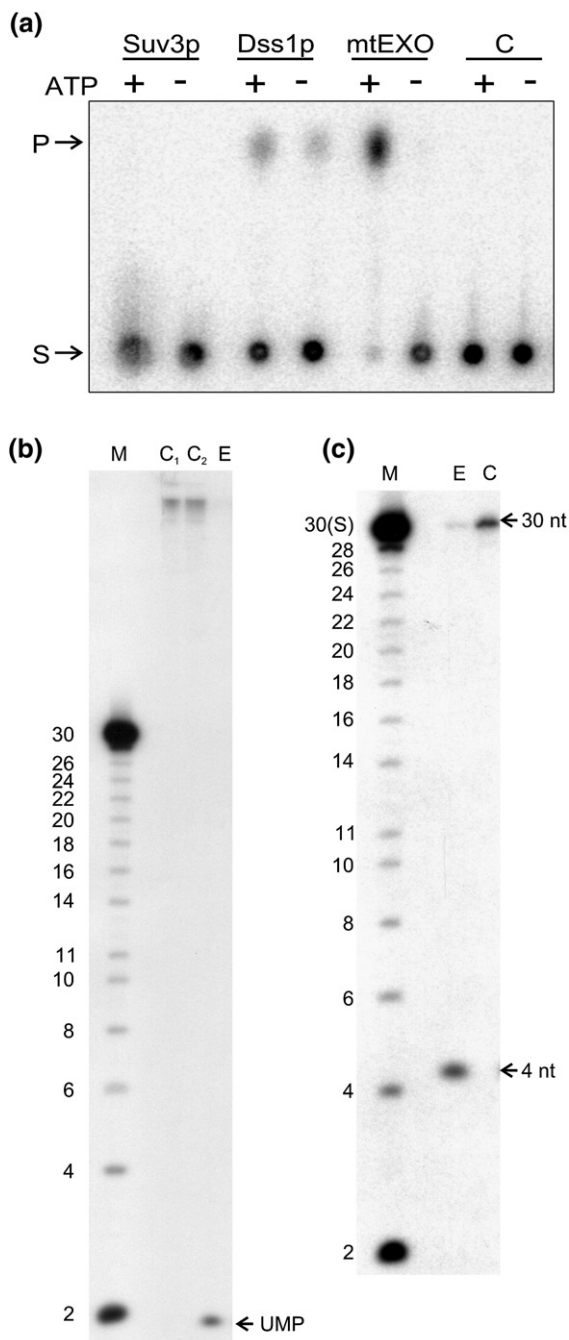 (a)
Suv3p Dss1p mtEXO C
ATP + - + - + - + -
P→
S→
(b)
M C₁ C₂ E
30
26
24
22
20
18
16
14
11
10
8
6
4
2
← UMP
(c)
M E C
30(S)
28
26
24
22
20
18
16
14
11
10
8
6
4
2
← 30 nt
← 4 nt